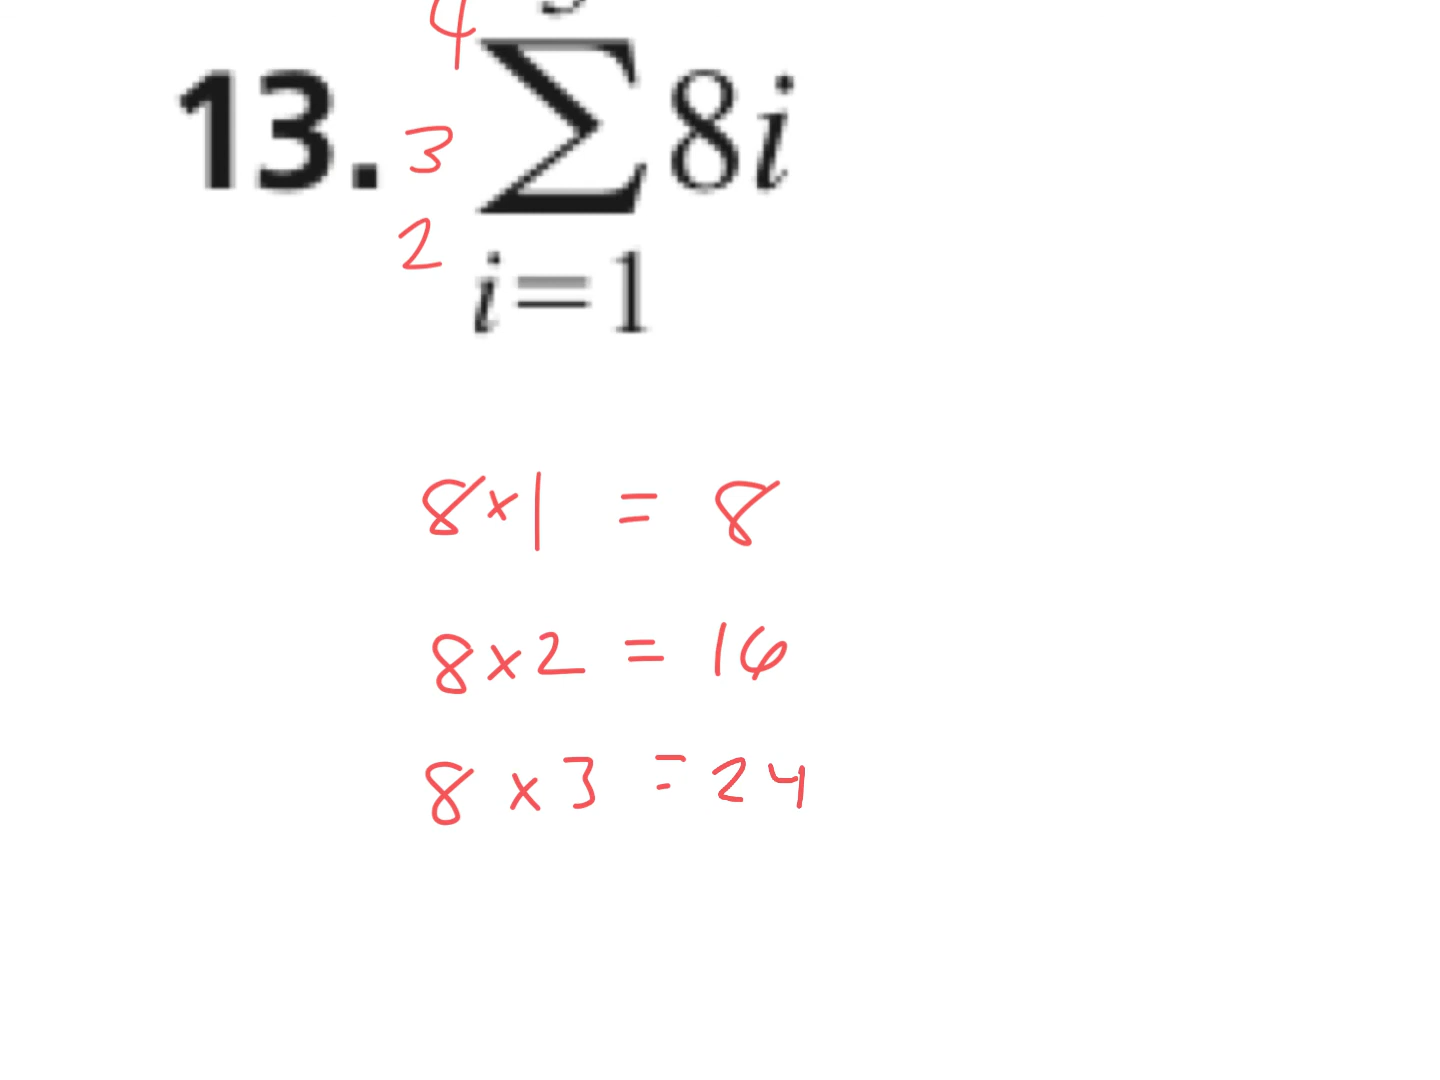 4
13. 3 ∑ 8i
2
i=1
8×1 = 8
8×2 = 16
8×3 = 24